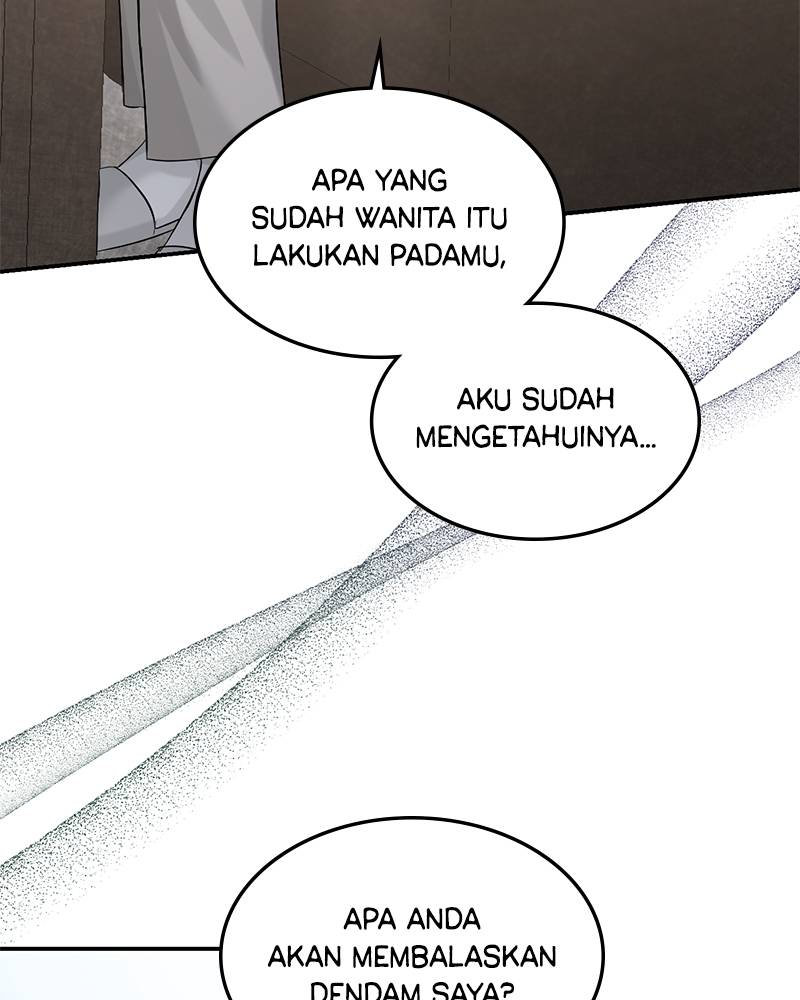 APA YANG
SUDAH WANITA ITU
LAKUKAN PADAMU,
AKU SUDAH
MENGETAHUINYA...
APA ANDA
AKAN MEMBALASKAN
DENDAM SAYA?